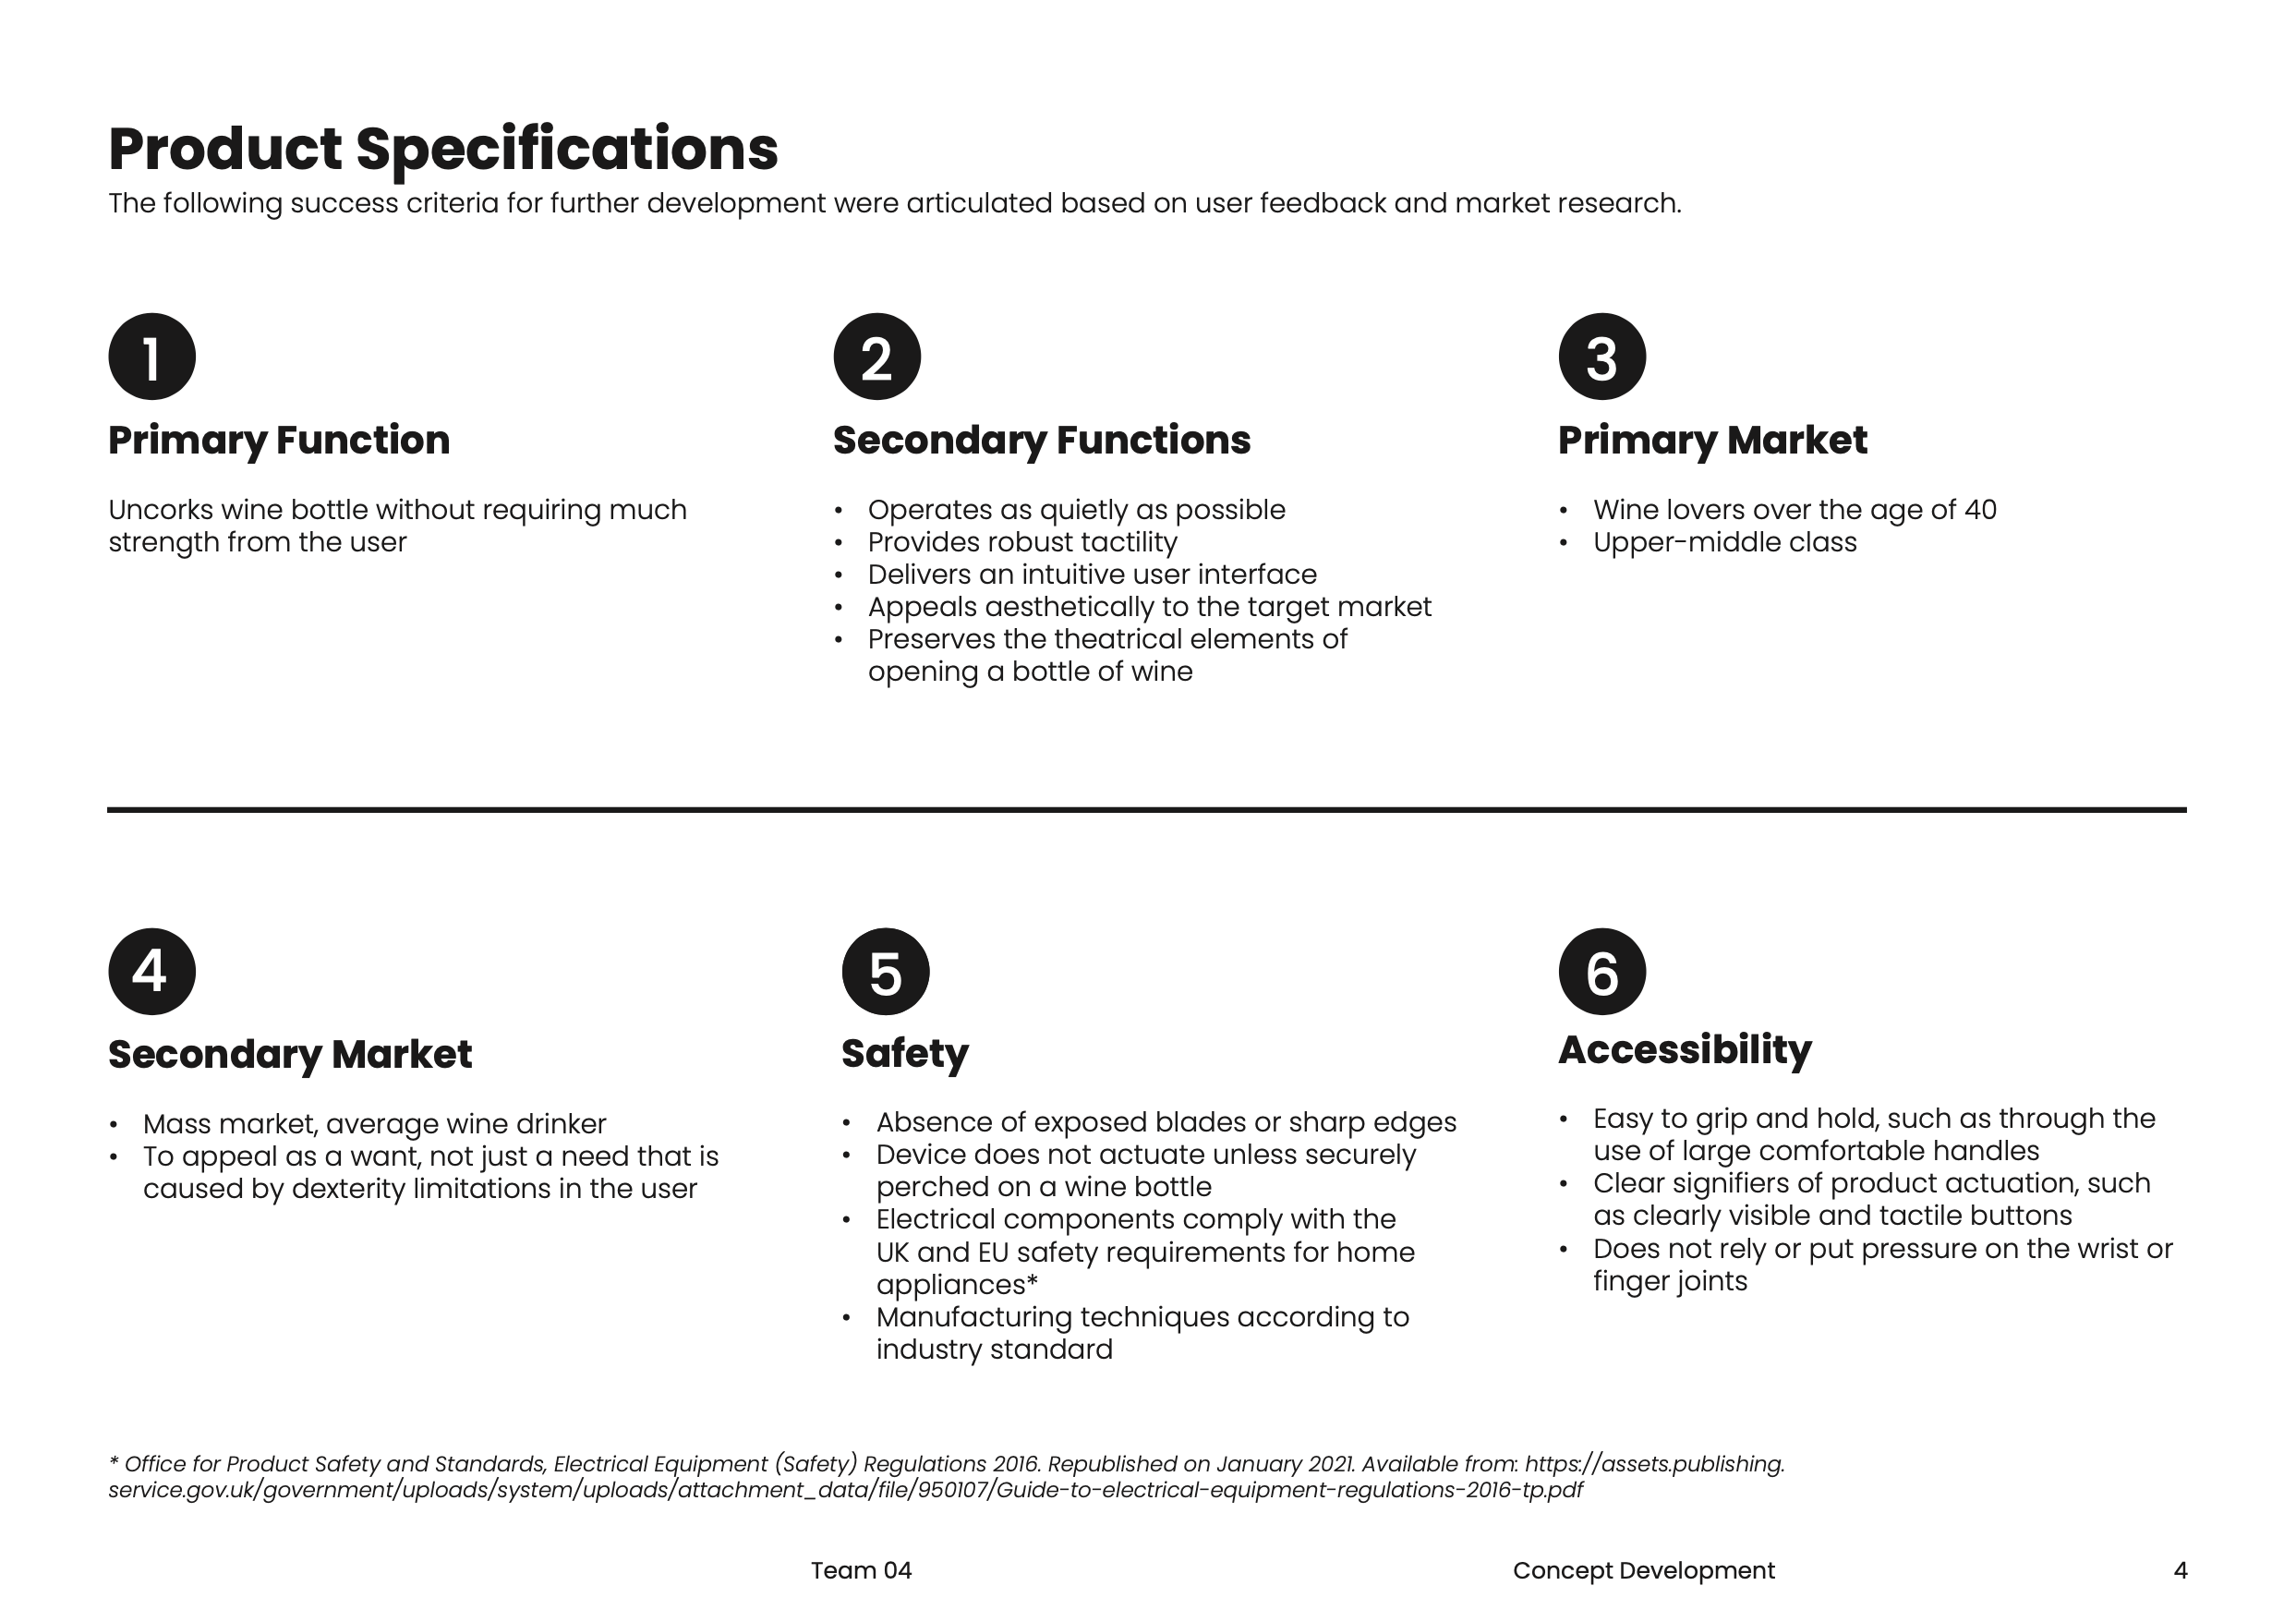 Product Specifications
The following success criteria for further development were articulated based on user feedback and market research.
1
Primary Function
Uncorks wine bottle without requiring much
strength from the user
2
Secondary Functions
• Operates as quietly as possible
• Provides robust tactility
• Delivers an intuitive user interface
• Appeals aesthetically to the target market
• Preserves the theatrical elements of
opening a bottle of wine
3
Primary Market
• Wine lovers over the age of 40
• Upper-middle class
4
Secondary Market
• Mass market, average wine drinker
• To appeal as a want, not just a need that is
caused by dexterity limitations in the user
5
Safety
• Absence of exposed blades or sharp edges
• Device does not actuate unless securely
perched on a wine bottle
• Electrical components comply with the
UK and EU safety requirements for home
appliances*
• Manufacturing techniques according to
industry standard
6
Accessibility
• Easy to grip and hold, such as through the
use of large comfortable handles
• Clear signifiers of product actuation, such
as clearly visible and tactile buttons
• Does not rely or put pressure on the wrist or
finger joints
* Office for Product Safety and Standards, Electrical Equipment (Safety) Regulations 2016. Republished on January 2021. Available from: https://assets.publishing.
service.gov.uk/government/uploads/system/uploads/attachment_data/file/950107/Guide-to-electrical-equipment-regulations-2016-tp.pdf
Team 04
Concept Development
4